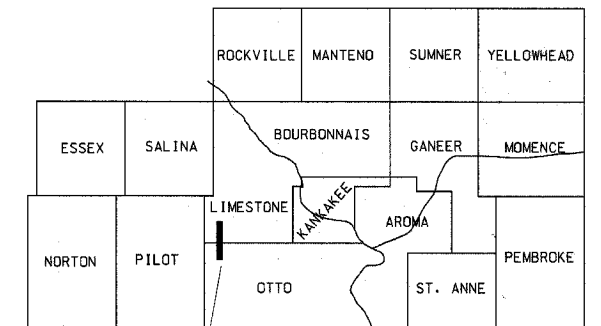 ROCKVILLE MANTENO SUMNER YELLOWHEAD
ESSEX SALINA BOURBONNAIS GANEER MOMENCE
LIMESTONE KANKAKEE AROMA
NORTON PILOT OTTO ST. ANNE PEMBROKE